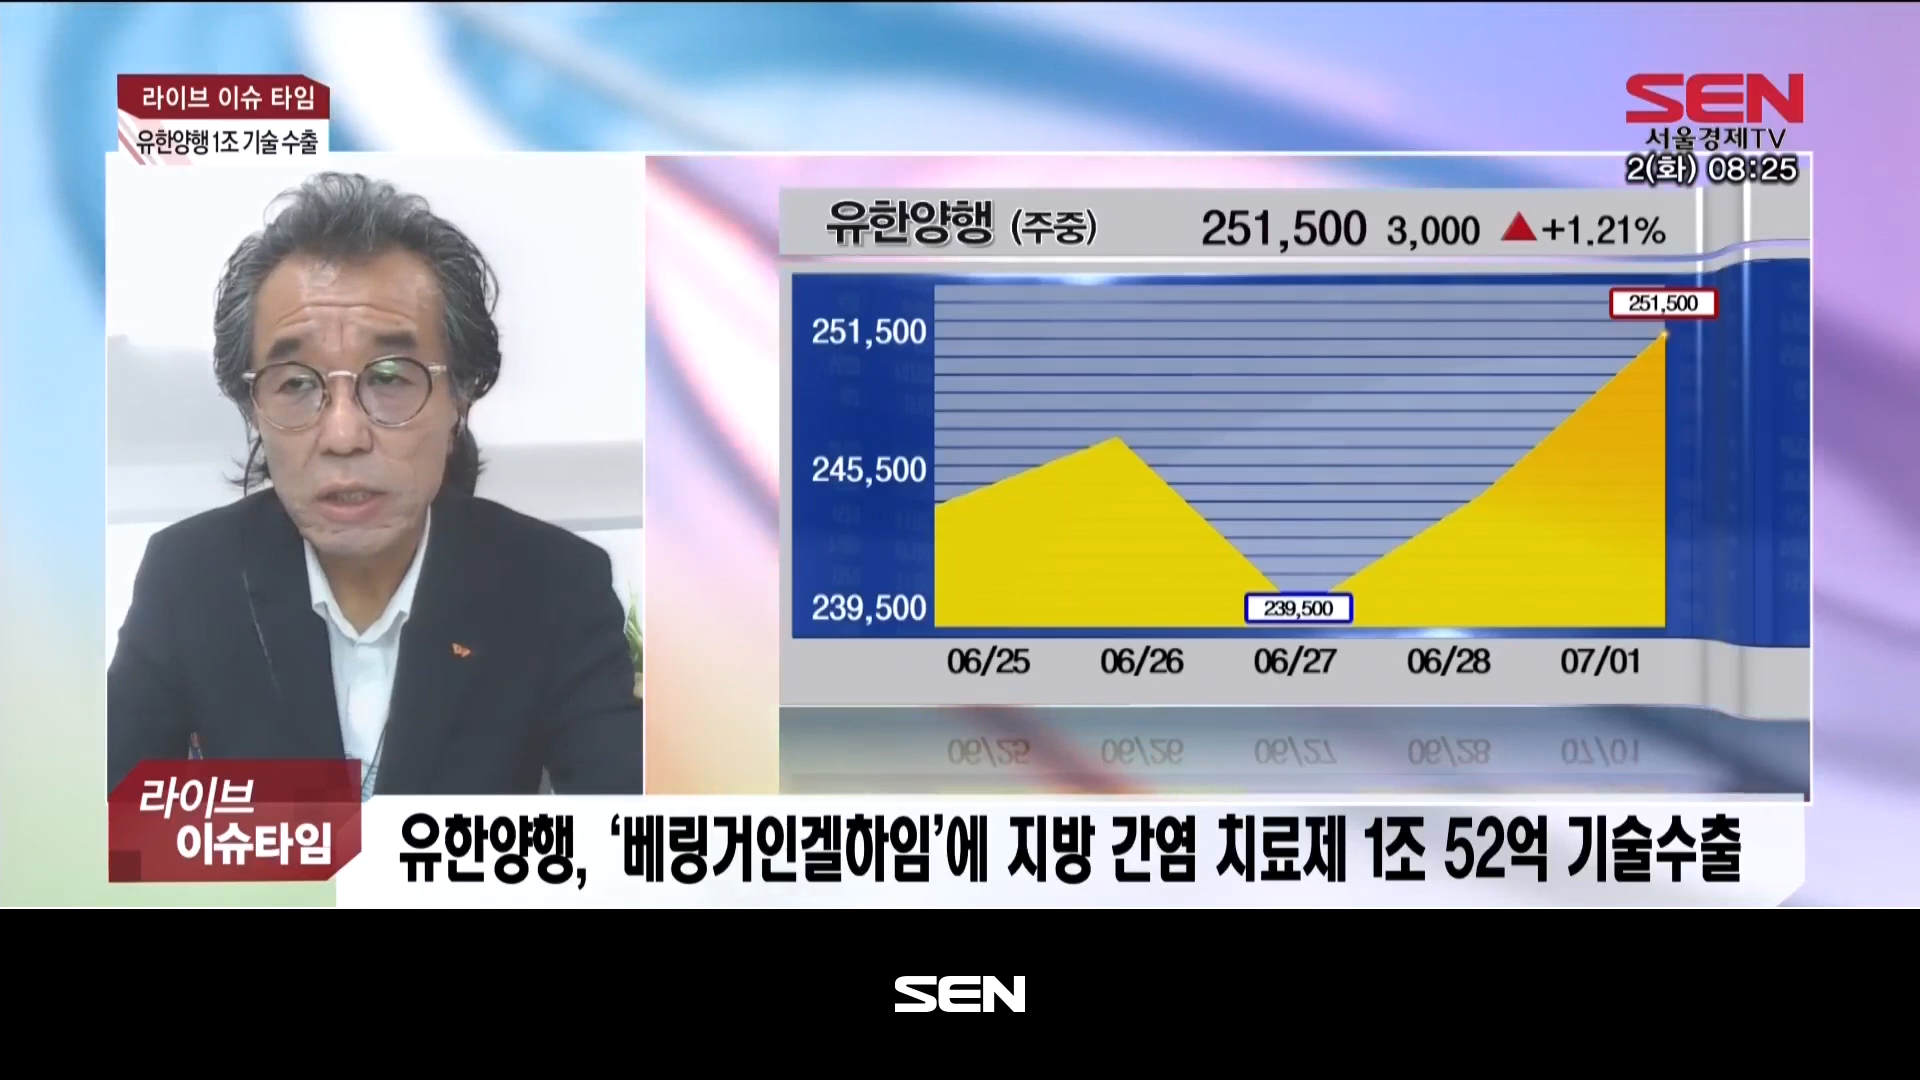 라이브 이슈 타임
유한양행 1조 기술 수출
SEN
서울경제TV
2(화) 08:25
유한양행 (주중) 251,500 3,000 ▲+1.21%
251,500
251,500
245,500
239,500
239,500
06/25 06/26 06/27 06/28 07/01
라이브
이슈타임
유한양행, ‘베링거인겔하임’에 지방 간염 치료제 1조 52억 기술수출
SEN